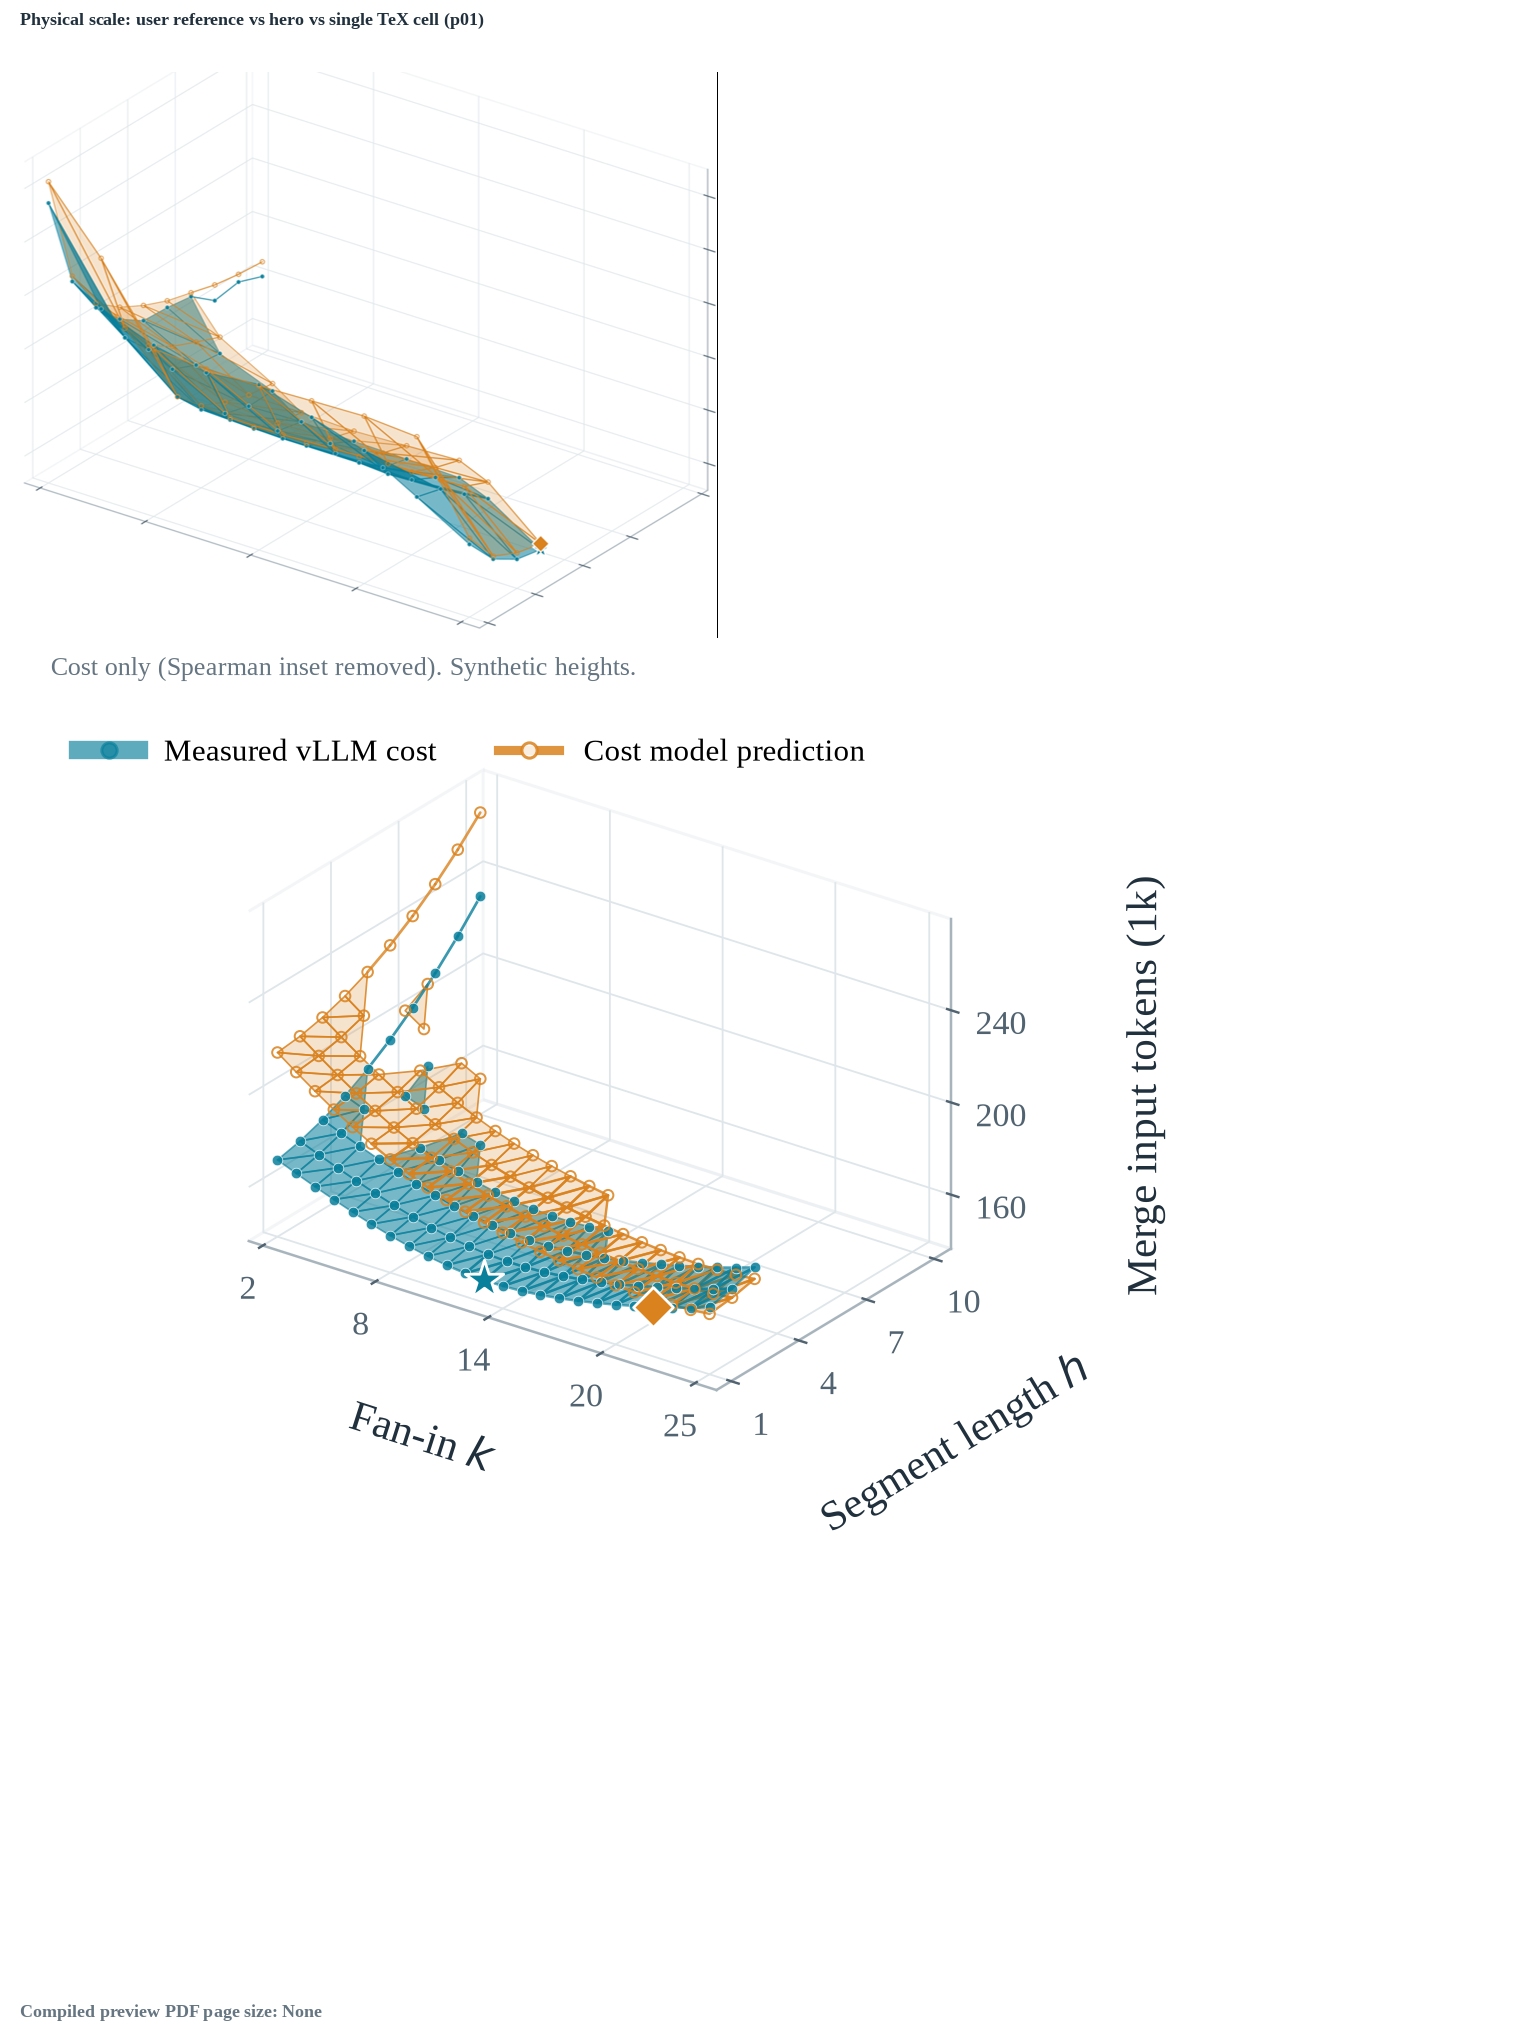 Physical scale: user reference vs hero vs single TeX cell (p01)
Cost only (Spearman inset removed). Synthetic heights.
Measured vLLM cost
Cost model prediction
240
200
160
Merge input tokens (1k)
2
8
14
20
25
1
4
7
10
Fan-in k
Segment length h
Compiled preview PDF page size: None